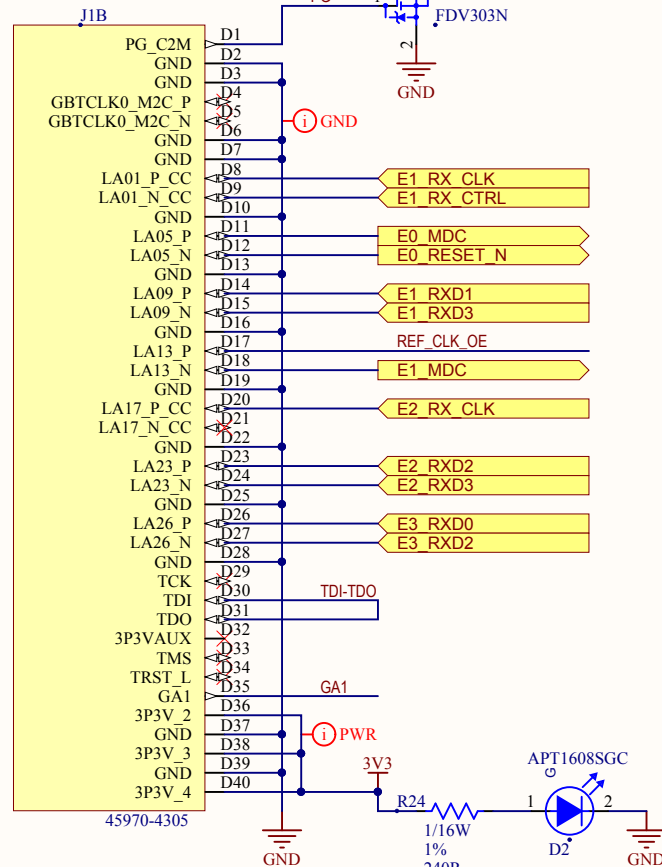 J1B
FDV303N
2
GND
PG_C2M D1
GND D2
GND D3
GBTCLK0_M2C_P D4
GBTCLK0_M2C_N D5
i GND
GND D6
GND D7
LA01_P_CC D8 E1_RX_CLK
LA01_N_CC D9 E1_RX_CTRL
GND D10
LA05_P D11 E0_MDC
LA05_N D12 E0_RESET_N
GND D13
LA09_P D14 E1_RXD1
LA09_N D15 E1_RXD3
GND D16
LA13_P D17 REF_CLK_OE
LA13_N D18 E1_MDC
GND D19
LA17_P_CC D20 E2_RX_CLK
LA17_N_CC D21
GND D22
LA23_P D23 E2_RXD2
LA23_N D24 E2_RXD3
GND D25
LA26_P D26 E3_RXD0
LA26_N D27 E3_RXD2
GND D28
TCK D29
TDI D30 TDI-TDO
TDO D31
3P3VAUX D32
TMS D33
TRST_L D34
GA1 D35 GA1
3P3V_2 D36
GND D37 i PWR
3P3V_3 D38
GND D39 3V3
3P3V_4 D40
45970-4305
GND
R24
1/16W
1%
240R
APT1608SGC
G
1
2
D2
GND